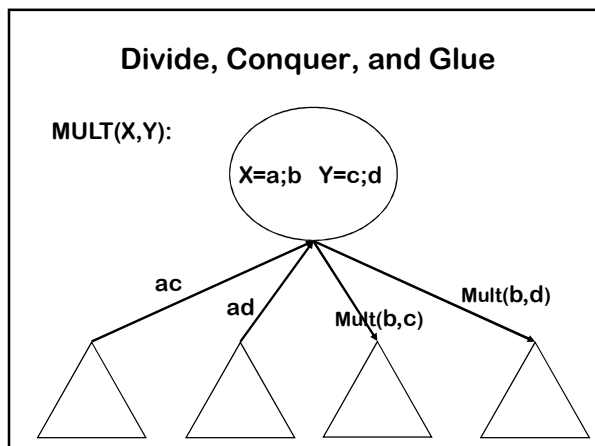 Divide, Conquer, and Glue
MULT(X,Y):
X=a;b Y=c;d
ac
ad
Mult(b,c)
Mult(b,d)